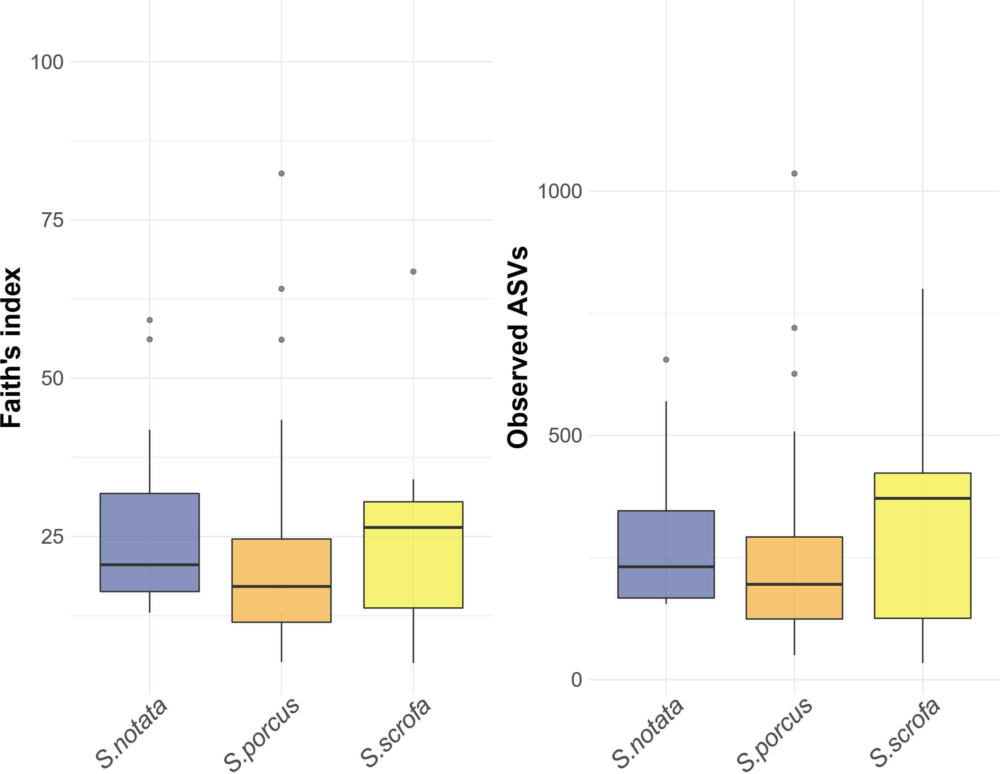 Faith's index
100
75
50
25
S.notata
S.porcus
S.scrofa
Observed ASVs
1000
500
0
S.notata
S.porcus
S.scrofa